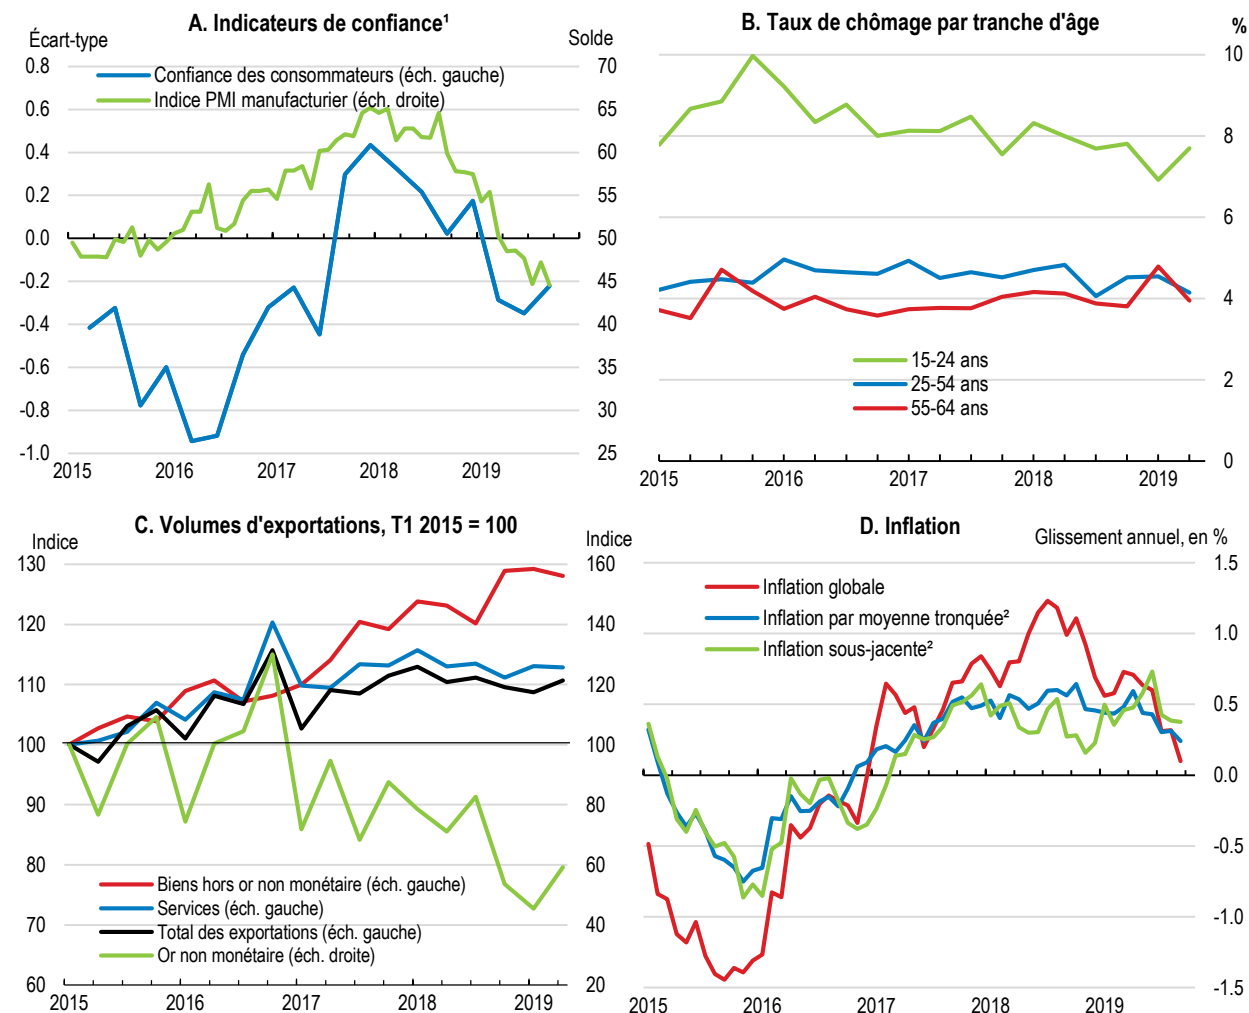 A. Indicateurs de confiance¹
Écart-type
Solde
0.8
0.6
0.4
0.2
0.0
-0.2
-0.4
-0.6
-0.8
-1.0
70
65
60
55
50
45
40
35
30
25
Confiance des consommateurs (éch. gauche)
Indice PMI manufacturier (éch. droite)
2015 2016 2017 2018 2019
B. Taux de chômage par tranche d'âge
%
10
8
6
4
2
0
15-24 ans
25-54 ans
55-64 ans
2015 2016 2017 2018 2019
C. Volumes d'exportations, T1 2015 = 100
Indice
Indice
130
120
110
100
90
80
70
60
160
140
120
100
80
60
40
20
Biens hors or non monétaire (éch. gauche)
Services (éch. gauche)
Total des exportations (éch. gauche)
Or non monétaire (éch. droite)
2015 2016 2017 2018 2019
D. Inflation
Glissement annuel, en %
1.5
1.0
0.5
0.0
-0.5
-1.0
-1.5
Inflation globale
Inflation par moyenne tronquée²
Inflation sous-jacente²
2015 2016 2017 2018 2019